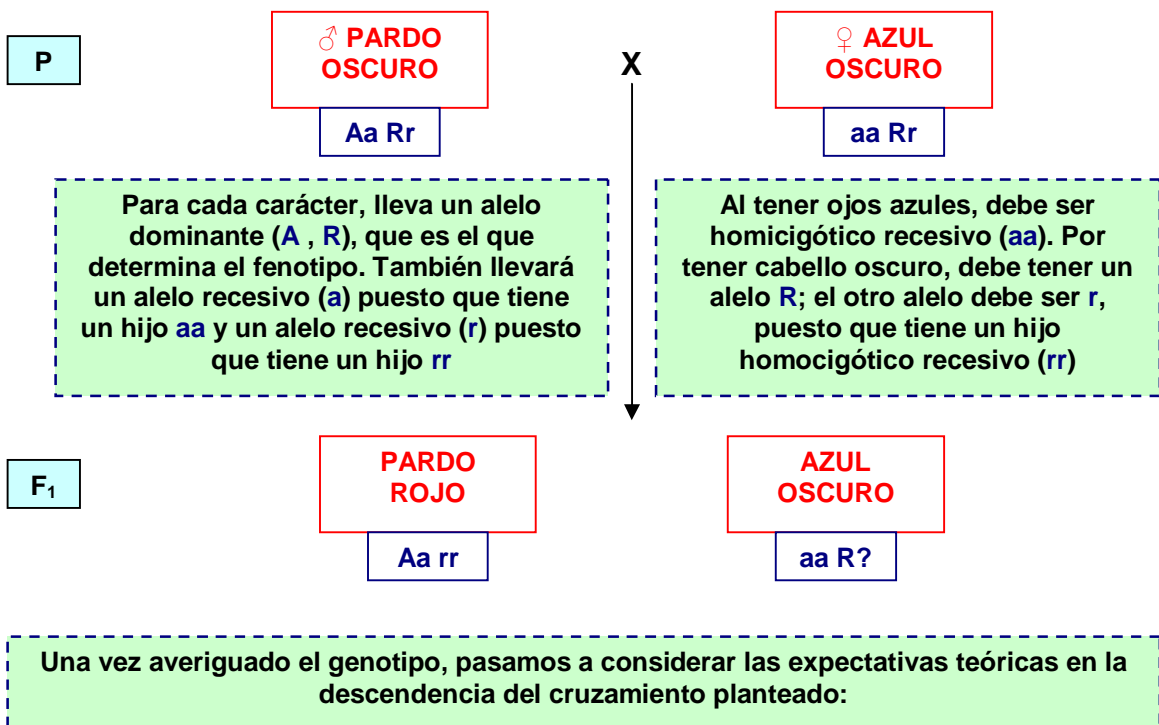 P
♂ PARDO
OSCURO
X
♀ AZUL
OSCURO
Aa Rr
aa Rr
Para cada carácter, lleva un alelo
dominante (A , R), que es el que
determina el fenotipo. También llevará
un alelo recesivo (a) puesto que tiene
un hijo aa y un alelo recesivo (r) puesto
que tiene un hijo rr
Al tener ojos azules, debe ser
homicigótico recesivo (aa). Por
tener cabello oscuro, debe tener un
alelo R; el otro alelo debe ser r,
puesto que tiene un hijo
homocigótico recesivo (rr)
F₁
PARDO
ROJO
AZUL
OSCURO
Aa rr
aa R?
Una vez averiguado el genotipo, pasamos a considerar las expectativas teóricas en la
descendencia del cruzamiento planteado: